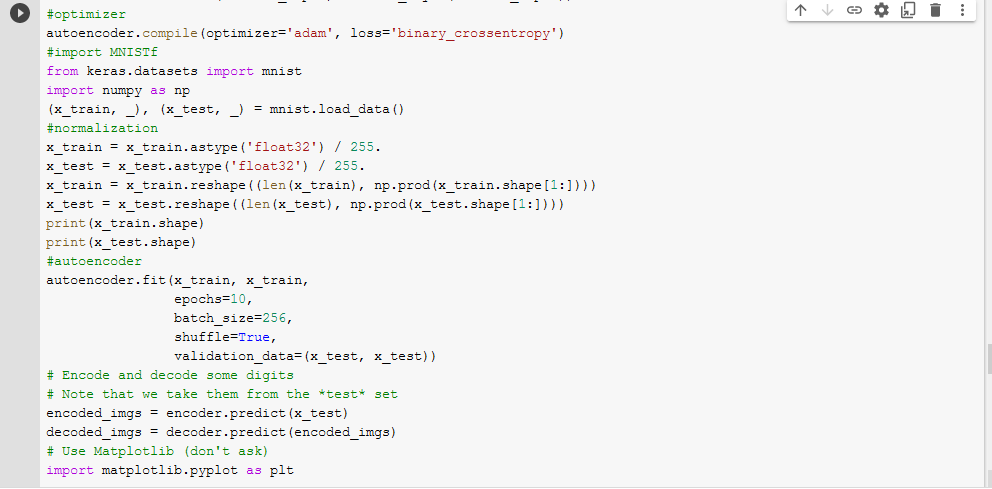 #optimizer
autoencoder.compile(optimizer='adam', loss='binary_crossentropy')
#import MNISTf
from keras.datasets import mnist
import numpy as np
(x_train, _), (x_test, _) = mnist.load_data()
#normalization
x_train = x_train.astype('float32') / 255.
x_test = x_test.astype('float32') / 255.
x_train = x_train.reshape((len(x_train), np.prod(x_train.shape[1:])))
x_test = x_test.reshape((len(x_test), np.prod(x_test.shape[1:])))
print(x_train.shape)
print(x_test.shape)
#autoencoder
autoencoder.fit(x_train, x_train,
                epochs=10,
                batch_size=256,
                shuffle=True,
                validation_data=(x_test, x_test))
# Encode and decode some digits
# Note that we take them from the *test* set
encoded_imgs = encoder.predict(x_test)
decoded_imgs = decoder.predict(encoded_imgs)
# Use Matplotlib (don't ask)
import matplotlib.pyplot as plt